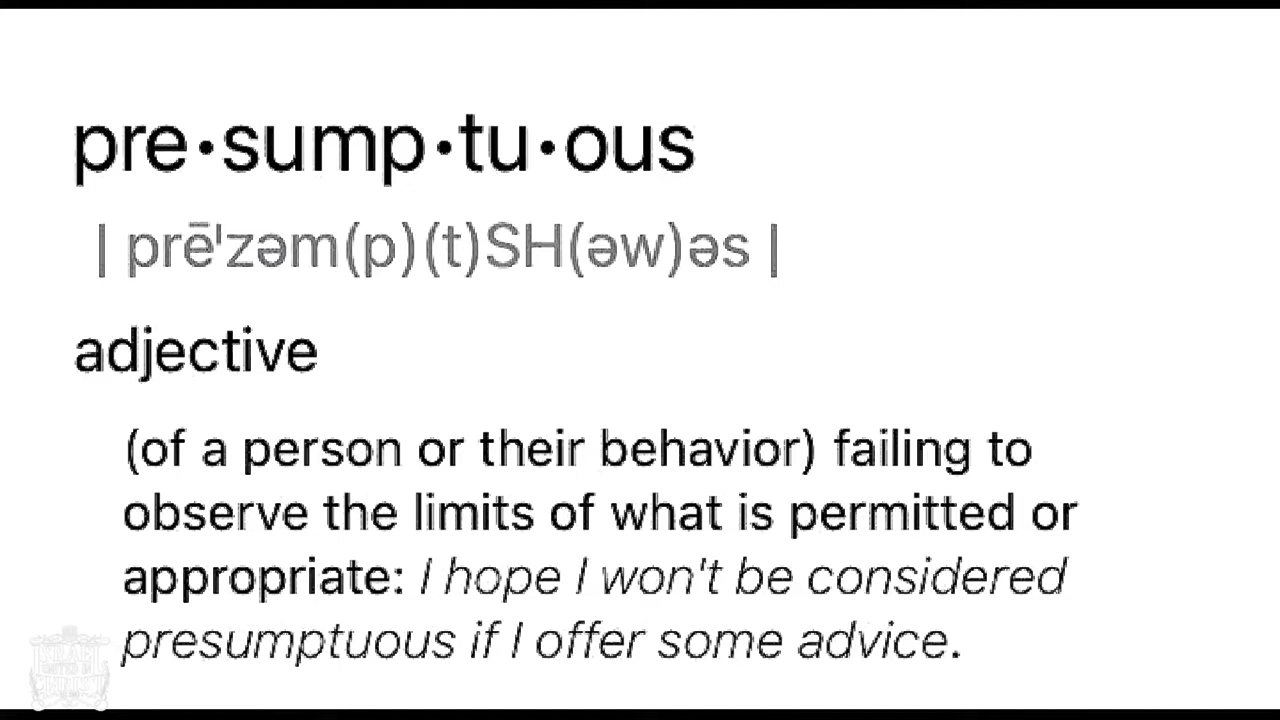 pre•sump•tu•ous
| prēˈzəm(p)(t)SH(əw)əs |
adjective
(of a person or their behavior) failing to
observe the limits of what is permitted or
appropriate: I hope I won't be considered
presumptuous if I offer some advice.